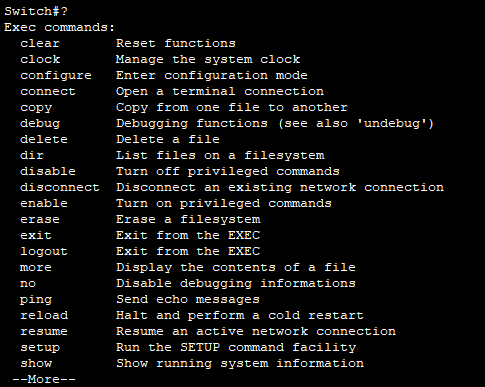 Switch#?
Exec commands:
  clear       Reset functions
  clock       Manage the system clock
  configure   Enter configuration mode
  connect     Open a terminal connection
  copy        Copy from one file to another
  debug       Debugging functions (see also 'undebug')
  delete      Delete a file
  dir         List files on a filesystem
  disable     Turn off privileged commands
  disconnect  Disconnect an existing network connection
  enable      Turn on privileged commands
  erase       Erase a filesystem
  exit        Exit from the EXEC
  logout      Exit from the EXEC
  more        Display the contents of a file
  no          Disable debugging informations
  ping        Send echo messages
  reload      Halt and perform a cold restart
  resume      Resume an active network connection
  setup       Run the SETUP command facility
  show        Show running system information
 --More--